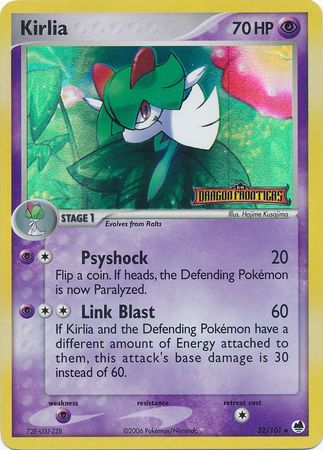 Kirlia 70 HP
DRAGON FRONTIERS
Illus. Hajime Kusajima
STAGE 1
Evolves from Ralts
Psyshock 20
Flip a coin. If heads, the Defending Pokémon
is now Paralyzed.
Link Blast 60
If Kirlia and the Defending Pokémon have a
different amount of Energy attached
to them, this attack's base damage is 30
instead of 60.
weakness resistance retreat cost
72E-U3J-ZZB ©2006 Pokémon/Nintendo 32/101